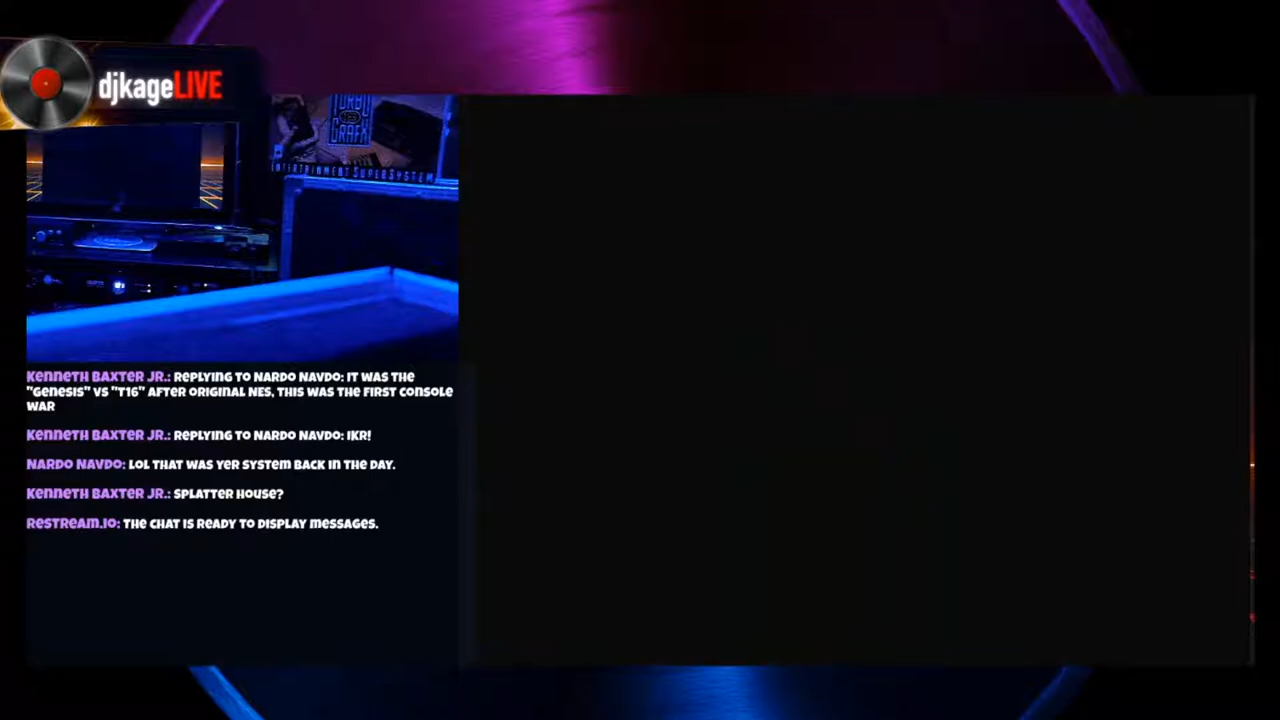 djkageLIVE
TURBO
16
GRAFX
ENTERTAINMENT SUPERSYSTEM
Kenneth Baxter Jr.: Replying to Nardo Navdo: It was the
"Genesis" vs "T16" after original NES, this was the first console
war
Kenneth Baxter Jr.: Replying to Nardo Navdo: IKR!
Nardo Navdo: LOL that was yer system back in the day.
Kenneth Baxter Jr.: Splatter House?
Restream.io: The chat is ready to display messages.